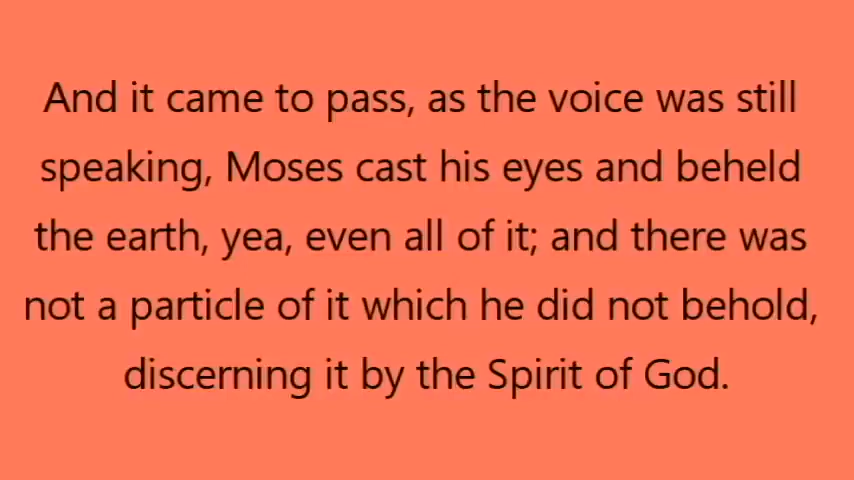 And it came to pass, as the voice was still
speaking, Moses cast his eyes and beheld
the earth, yea, even all of it; and there was
not a particle of it which he did not behold,
discerning it by the Spirit of God.